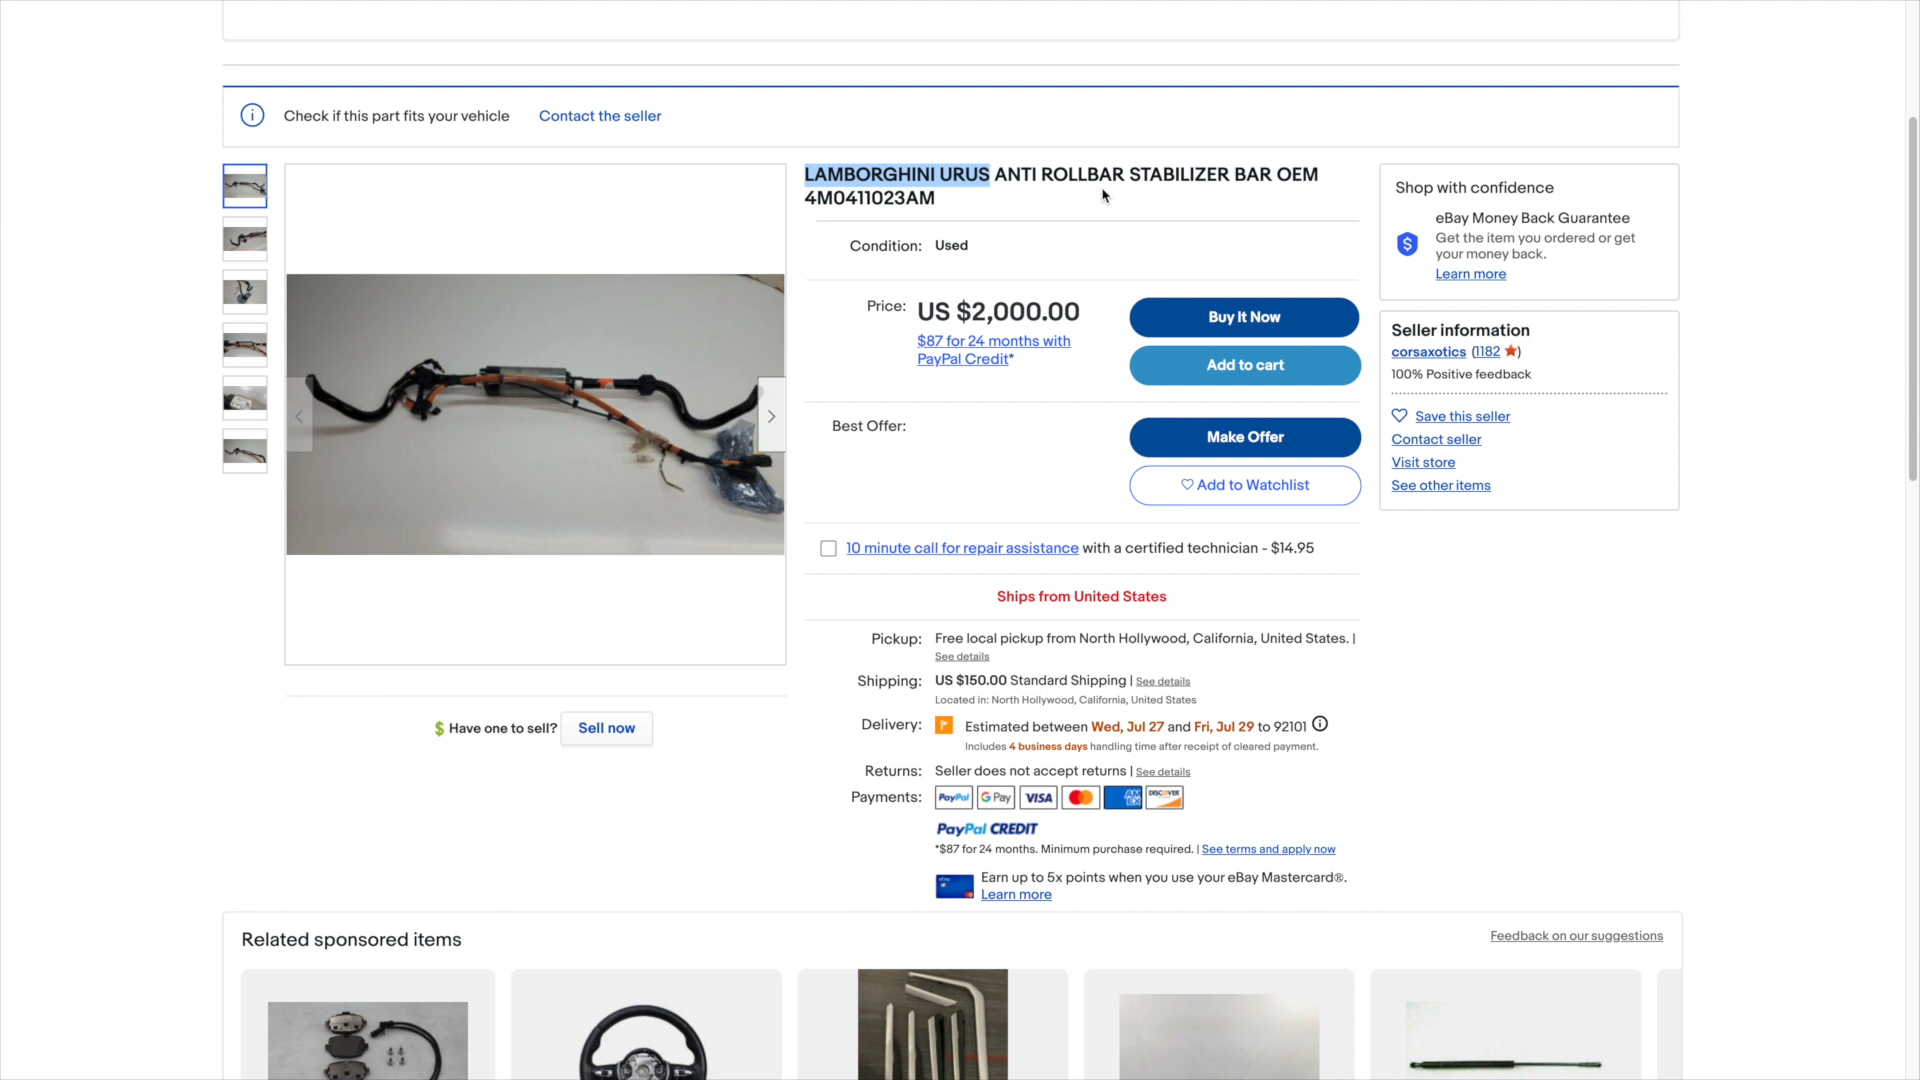 Check if this part fits your vehicle Contact the seller
LAMBORGHINI URUS ANTI ROLLBAR STABILIZER BAR OEM
4M0411023AM
Condition: Used
Price: US $2,000.00
$87 for 24 months with
PayPal Credit*
Buy It Now
Add to cart
Best Offer:
Make Offer
Add to Watchlist
10 minute call for repair assistance with a certified technician - $14.95
Ships from United States
Pickup: Free local pickup from North Hollywood, California, United States. |
See details
Shipping: US $150.00 Standard Shipping | See details
Located in: North Hollywood, California, United States
Delivery: Estimated between Wed, Jul 27 and Fri, Jul 29 to 92101
Includes 4 business days handling time after receipt of cleared payment.
Returns: Seller does not accept returns | See details
Payments: PayPal G Pay VISA AMEX DISCOVER
PayPal CREDIT
*$87 for 24 months. Minimum purchase required. | See terms and apply now
Earn up to 5x points when you use your eBay Mastercard®.
Learn more
Shop with confidence
eBay Money Back Guarantee
Get the item you ordered or get
your money back.
Learn more
Seller information
corsaxotics (1182)
100% Positive feedback
Save this seller
Contact seller
Visit store
See other items
Have one to sell? Sell now
Related sponsored items
Feedback on our suggestions